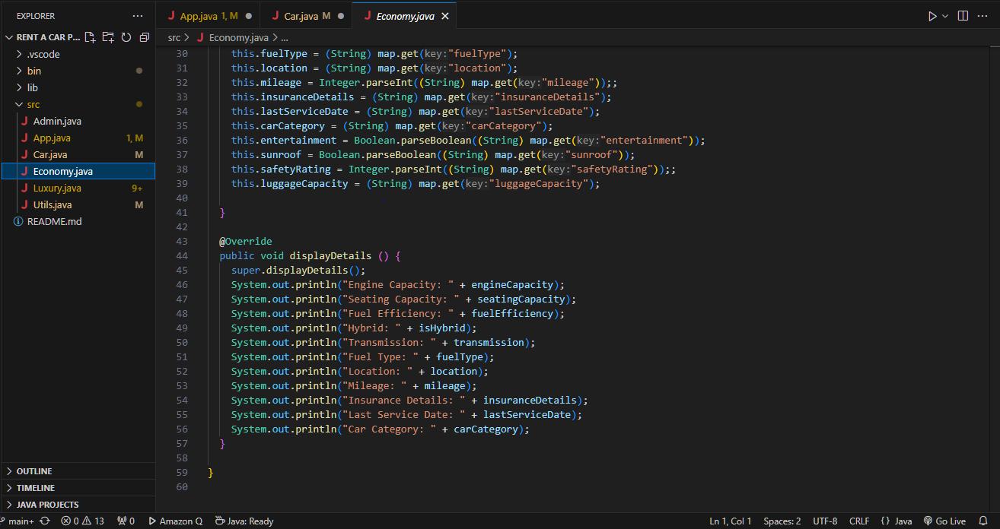 EXPLORER
App.java 1, M
Car.java M
Economy.java
RENT A CAR P...
src > Economy.java > ...
.vscode
bin
lib
src
Admin.java
App.java 1, M
Car.java M
Economy.java
Luxury.java 9+
Utils.java M
README.md
30 this.fuelType = (String) map.get(key:"fuelType");
31 this.location = (String) map.get(key:"location");
32 this.mileage = Integer.parseInt((String) map.get(key:"mileage"));;
33 this.insuranceDetails = (String) map.get(key:"insuranceDetails");
34 this.lastServiceDate = (String) map.get(key:"lastServiceDate");
35 this.carCategory = (String) map.get(key:"carCategory");
36 this.entertainment = Boolean.parseBoolean((String) map.get(key:"entertainment"));
37 this.sunroof = Boolean.parseBoolean((String) map.get(key:"sunroof"));
38 this.safetyRating = Integer.parseInt((String) map.get(key:"safetyRating"));;
39 this.luggageCapacity = (String) map.get(key:"luggageCapacity");
40
41 }
42
43 @Override
44 public void displayDetails () {
45 super.displayDetails();
46 System.out.println("Engine Capacity: " + engineCapacity);
47 System.out.println("Seating Capacity: " + seatingCapacity);
48 System.out.println("Fuel Efficiency: " + fuelEfficiency);
49 System.out.println("Hybrid: " + isHybrid);
50 System.out.println("Transmission: " + transmission);
51 System.out.println("Fuel Type: " + fuelType);
52 System.out.println("Location: " + location);
53 System.out.println("Mileage: " + mileage);
54 System.out.println("Insurance Details: " + insuranceDetails);
55 System.out.println("Last Service Date: " + lastServiceDate);
56 System.out.println("Car Category: " + carCategory);
57 }
58
59 }
60
OUTLINE
TIMELINE
JAVA PROJECTS
main+ 0 13 0 Amazon Q Java: Ready Ln 1, Col 1 Spaces: 2 UTF-8 CRLF {} Java Go Live